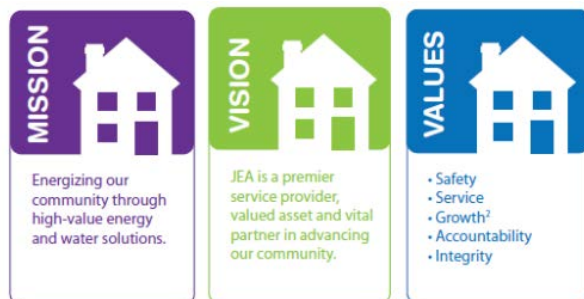 MISSION
Energizing our
community through
high-value energy
and water solutions.
VISION
JEA is a premier
service provider,
valued asset and vital
partner in advancing
our community.
VALUES
• Safety
• Service
• Growth²
• Accountability
• Integrity